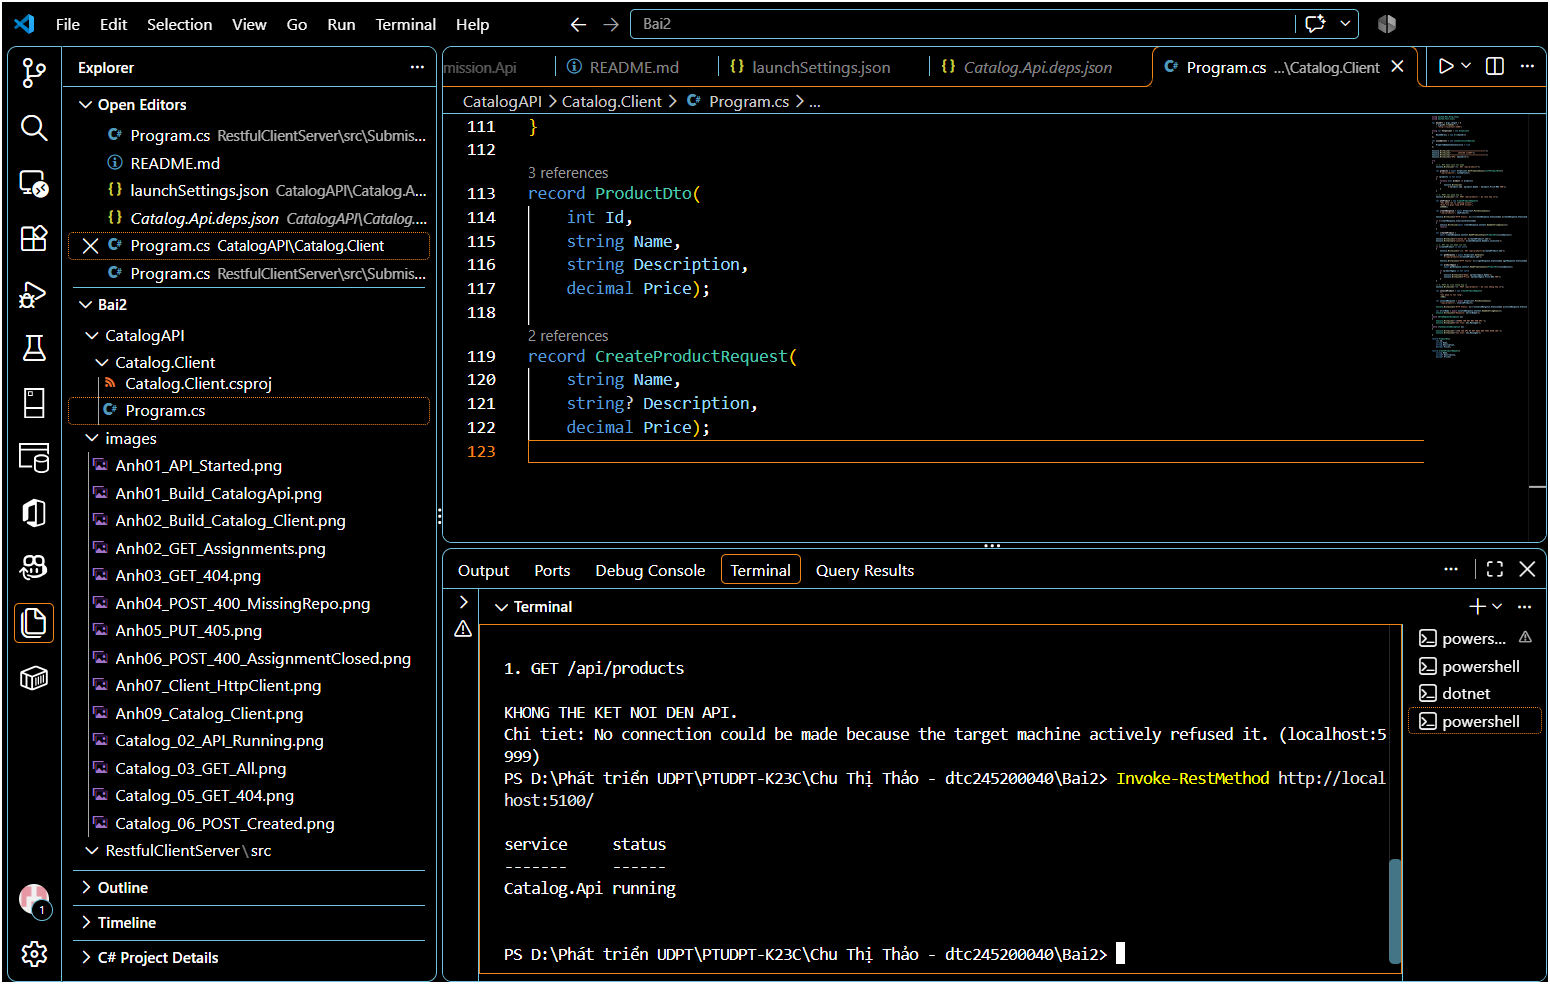 File Edit Selection View Go Run Terminal Help
Bai2
Explorer
Open Editors
Program.cs RestfulClientServer\src\Submis...
README.md
launchSettings.json CatalogAPI\Catalog.A...
Catalog.Api.deps.json CatalogAPI\Catalog....
Program.cs CatalogAPI\Catalog.Client
Program.cs RestfulClientServer\src\Submis...
Bai2
CatalogAPI
Catalog.Client
Catalog.Client.csproj
Program.cs
images
Anh01_API_Started.png
Anh01_Build_CatalogApi.png
Anh02_Build_Catalog_Client.png
Anh02_GET_Assignments.png
Anh03_GET_404.png
Anh04_POST_400_MissingRepo.png
Anh05_PUT_405.png
Anh06_POST_400_AssignmentClosed.png
Anh07_Client_HttpClient.png
Anh09_Catalog_Client.png
Catalog_02_API_Running.png
Catalog_03_GET_All.png
Catalog_05_GET_404.png
Catalog_06_POST_Created.png
RestfulClientServer\src
Outline
Timeline
C# Project Details
1
mission.Api README.md launchSettings.json Catalog.Api.deps.json Program.cs ...\Catalog.Client
CatalogAPI > Catalog.Client > Program.cs > ...
111 }
112
3 references
113 record ProductDto(
114 int Id,
115 string Name,
116 string Description,
117 decimal Price);
118
2 references
119 record CreateProductRequest(
120 string Name,
121 string? Description,
122 decimal Price);
123
Output Ports Debug Console Terminal Query Results
Terminal
1. GET /api/products
KHONG THE KET NOI DEN API.
Chi tiet: No connection could be made because the target machine actively refused it. (localhost:5
999)
PS D:\Phát triển UDPT\PTUDPT-K23C\Chu Thị Thảo - dtc245200040\Bai2> Invoke-RestMethod http://local
host:5100/
service status
------- ------
Catalog.Api running
PS D:\Phát triển UDPT\PTUDPT-K23C\Chu Thị Thảo - dtc245200040\Bai2>
powers...
powershell
dotnet
powershell